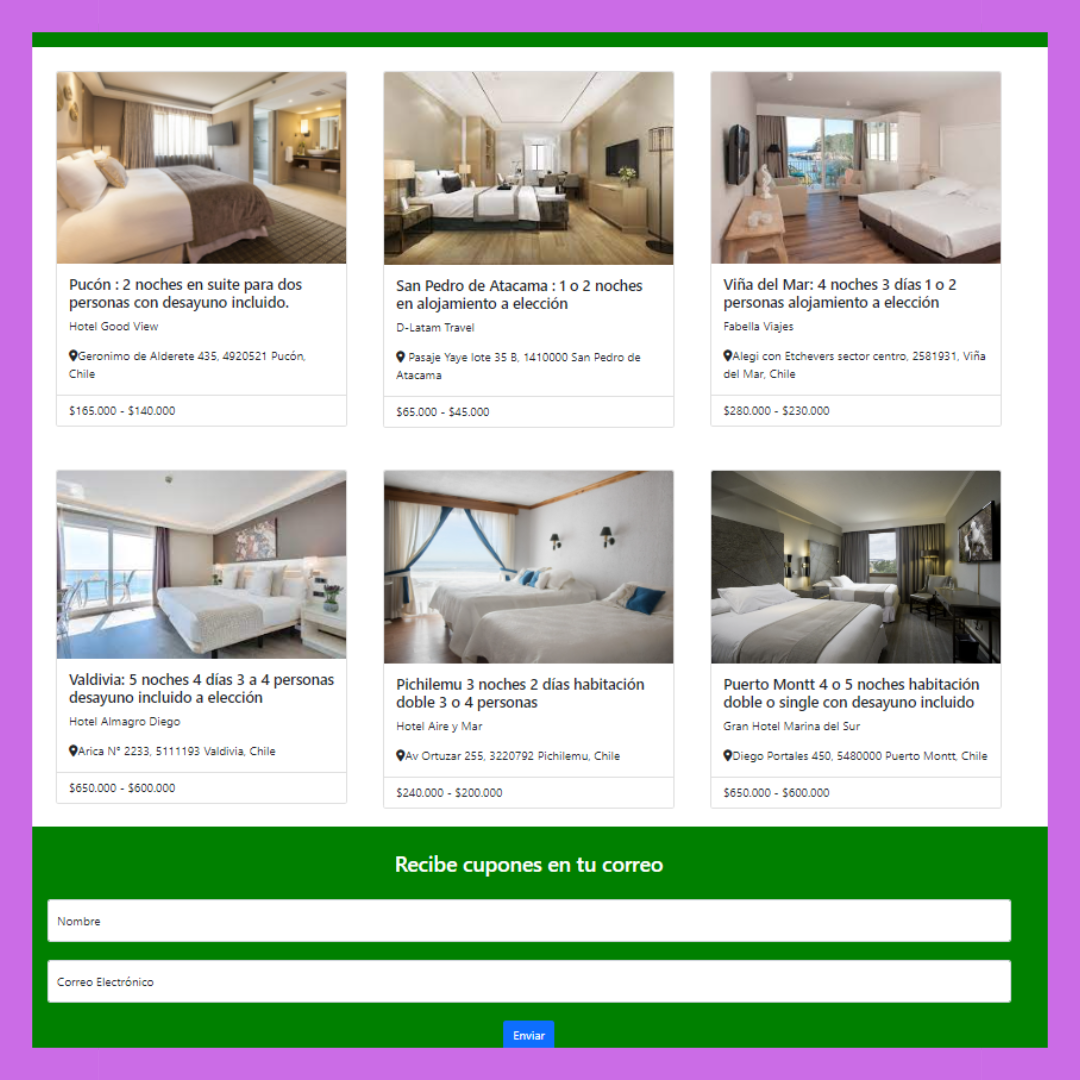 Pucón : 2 noches en suite para dos
personas con desayuno incluido.
Hotel Good View
Geronimo de Alderete 435, 4920521 Pucón,
Chile
$165.000 - $140.000
San Pedro de Atacama : 1 o 2 noches
en alojamiento a elección
D-Latam Travel
Pasaje Yaye lote 35 B, 1410000 San Pedro de
Atacama
$65.000 - $45.000
Viña del Mar: 4 noches 3 días 1 o 2
personas alojamiento a elección
Fabella Viajes
Alegi con Etchevers sector centro, 2581931, Viña
del Mar, Chile
$280.000 - $230.000
Valdivia: 5 noches 4 días 3 a 4 personas
desayuno incluido a elección
Hotel Almagro Diego
Arica N° 2233, 5111193 Valdivia, Chile
$650.000 - $600.000
Pichilemu 3 noches 2 días habitación
doble 3 o 4 personas
Hotel Aire y Mar
Av Ortuzar 255, 3220792 Pichilemu, Chile
$240.000 - $200.000
Puerto Montt 4 o 5 noches habitación
doble o single con desayuno incluido
Gran Hotel Marina del Sur
Diego Portales 450, 5480000 Puerto Montt, Chile
$650.000 - $600.000
Recibe cupones en tu correo
Nombre
Correo Electrónico
Enviar